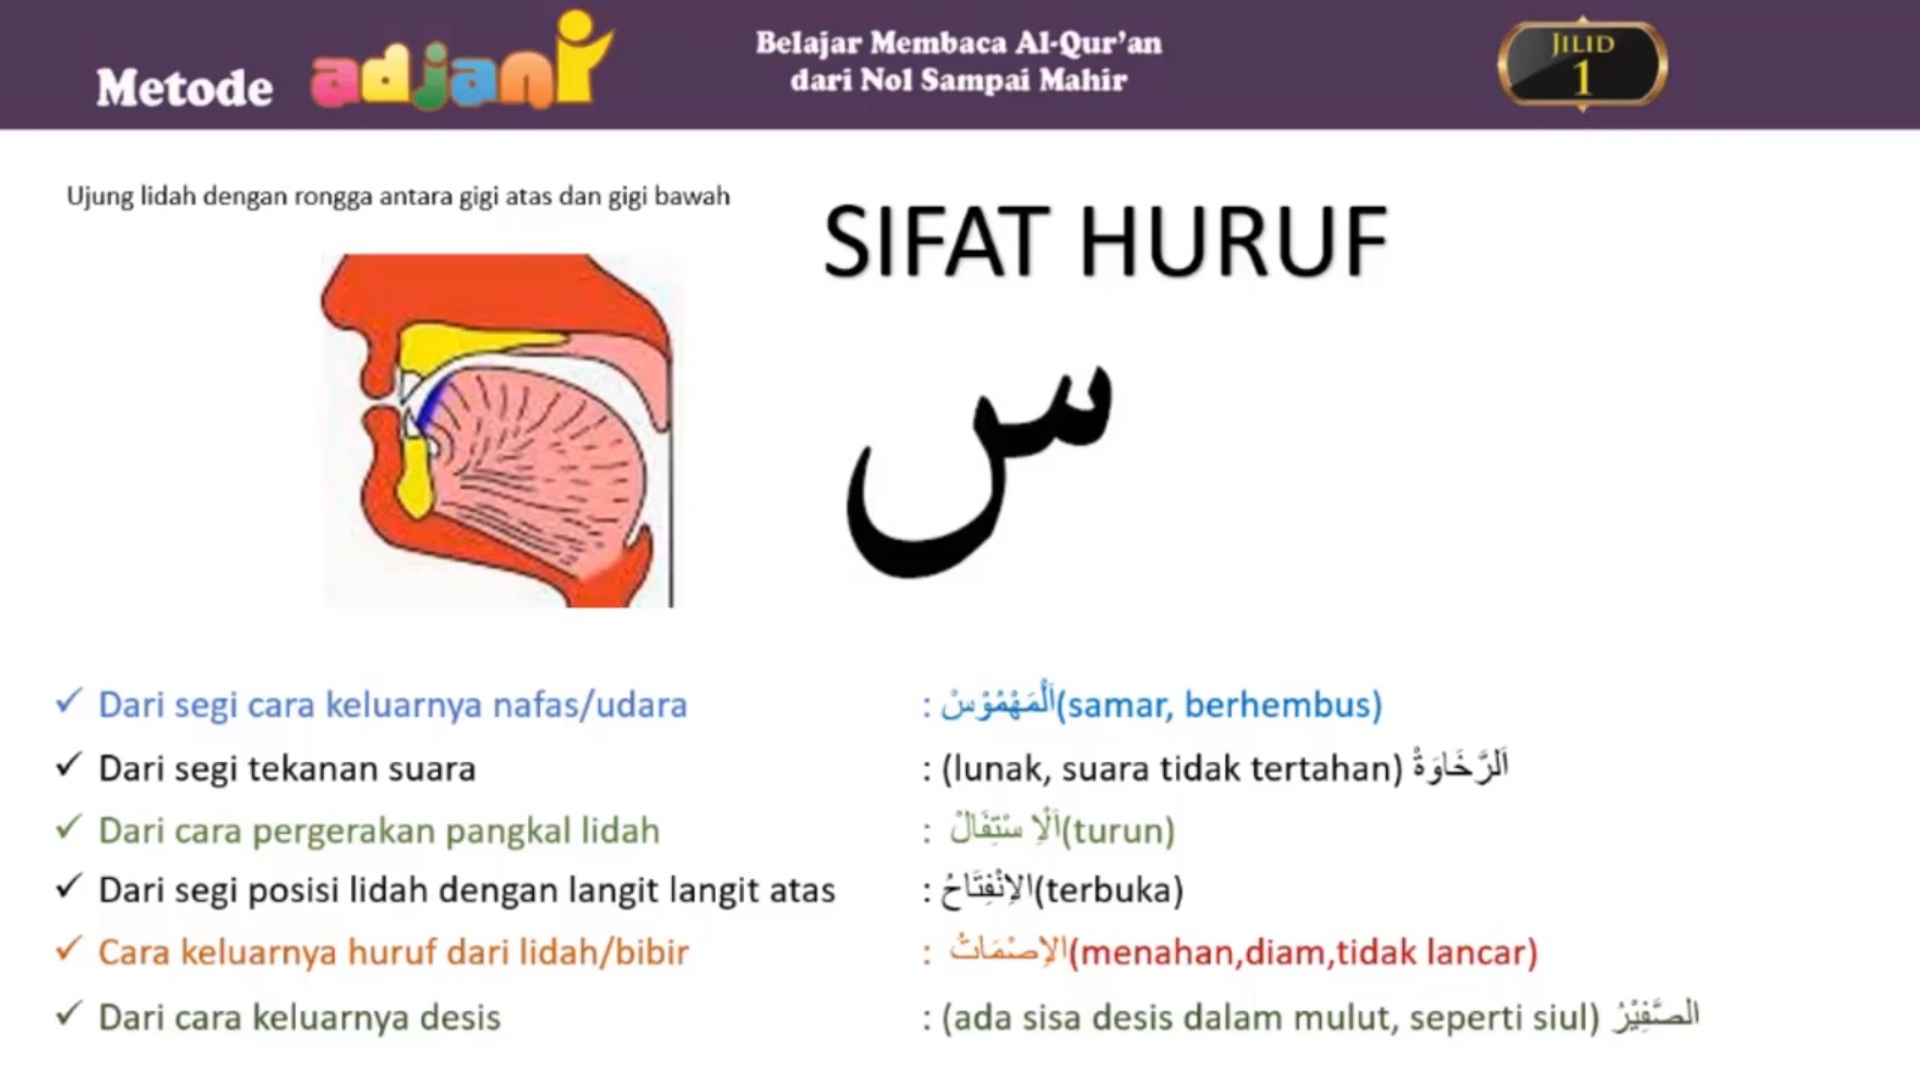 Metode adjani
Belajar Membaca Al-Qur'an
dari Nol Sampai Mahir
JILID
1
Ujung lidah dengan rongga antara gigi atas dan gigi bawah
SIFAT HURUF
س
✓ Dari segi cara keluarnya nafas/udara : اَلْمَهْمُوْسْ(samar, berhembus)
✓ Dari segi tekanan suara : (lunak, suara tidak tertahan) اَلرَّخَاوَةْ
✓ Dari cara pergerakan pangkal lidah : اَلْاِ سْتِفَالْ(turun)
✓ Dari segi posisi lidah dengan langit langit atas : الاِنْفِتَاحُ(terbuka)
✓ Cara keluarnya huruf dari lidah/bibir : الاِصْمَاتُ(menahan,diam,tidak lancar)
✓ Dari cara keluarnya desis : (ada sisa desis dalam mulut, seperti siul) الصَّفِيْرُ